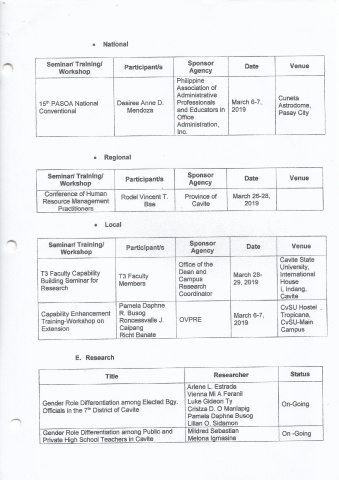 • National
Seminar/ Training/ Workshop Participant/s Sponsor Agency Date Venue
15th PASOA National Conventional
Desiree Anne D. Mendoza
Philippine
Association of
Administrative
Professionals
and Educators in
Office
Administration,
Inc.
March 6-7,
2019
Cuneta
Astrodome,
Pasay City
• Regional
Seminar/ Training/ Workshop Participant/s Sponsor Agency Date Venue
Conference of Human
Resource Management
Practitioners
Rodel Vincent T.
Bae
Province of
Cavite
March 26-28,
2019
• Local
Seminar/ Training/ Workshop Participant/s Sponsor Agency Date Venue
T3 Faculty Capability
Building Seminar for
Research
T3 Faculty
Members
Office of the
Dean and
Campus
Research
Coordinator
March 28-
29, 2019
Cavite State
University,
International
House
I, Indang,
Cavite
Capability Enhancement
Training-Workshop on
Extension
Pamela Daphne
R. Busog
Roncessvalle J.
Caipang
Richt Banate
OVPRE
March 6-7,
2019
CvSU Hostel
Tropicana,
CvSU-Main
Campus
E. Research
Title Researcher Status
Gender Role Differentiation among Elected Bgy.
Officials in the 7th District of Cavite
Arlene L. Estrada
Vienna Mi A Feranil
Luke Gideon Ty
Cristza D. O Manlapig
Pamela Daphne Busog
Lilian O. Sidamon
On-Going.
Gender Role Differentiation among Public and
Private High School Teachers in Cavite
Mildred Sebastian
Melona Igmasine
On -Going